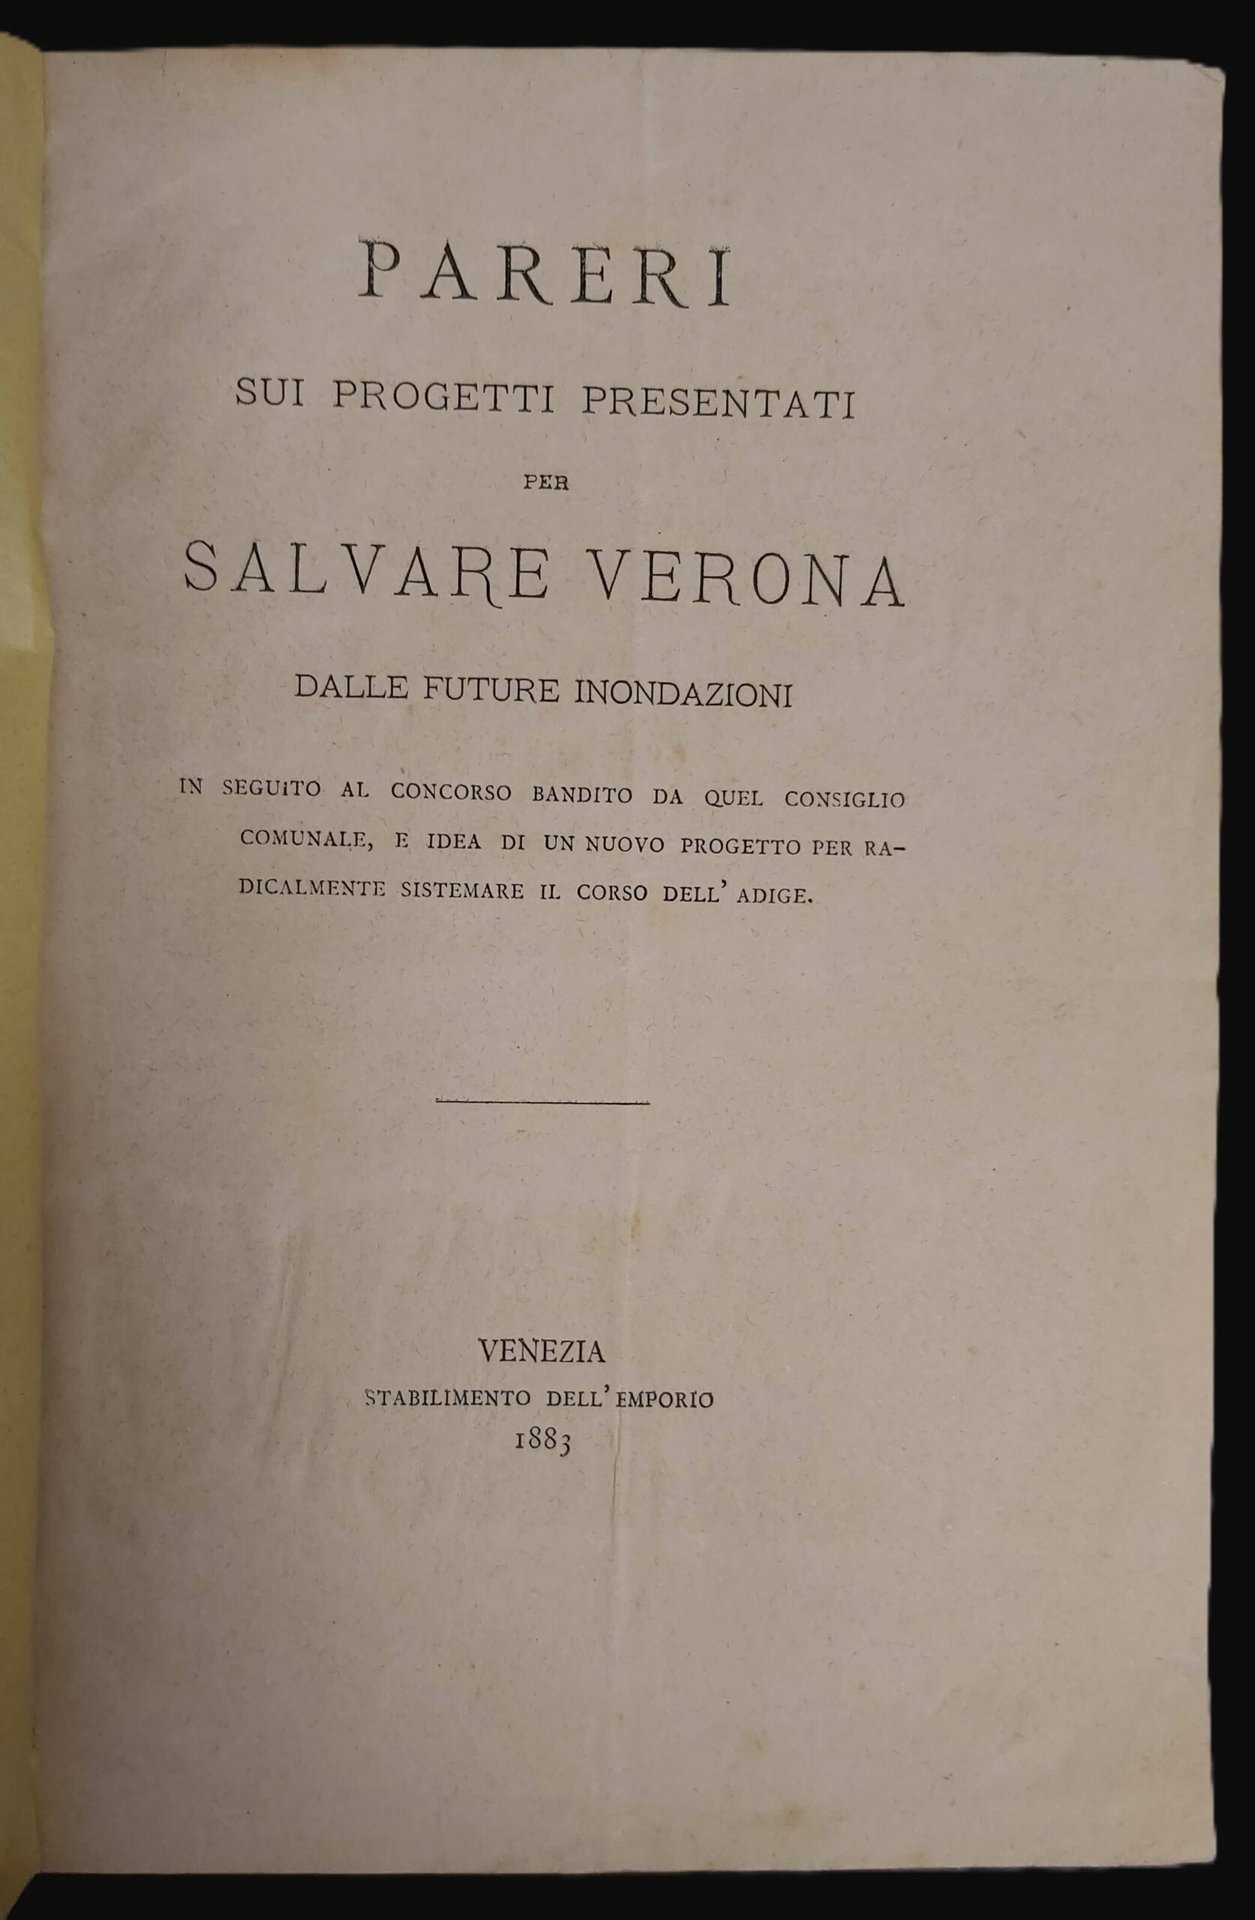 PARERI
SUI PROGETTI PRESENTATI
PER
SALVARE VERONA
DALLE FUTURE INONDAZIONI
IN SEGUiTO AL CONCORSO BANDITO DA QUEL CONSIGLIO
COMUNALE, E IDEA DI UN NUOVO PROGETTO PER RA-
DICALMENTE SISTEMARE IL CORSO DELL' ADIGE.
VENEZIA
STABILIMENTO DELL' EMPORIO
1883